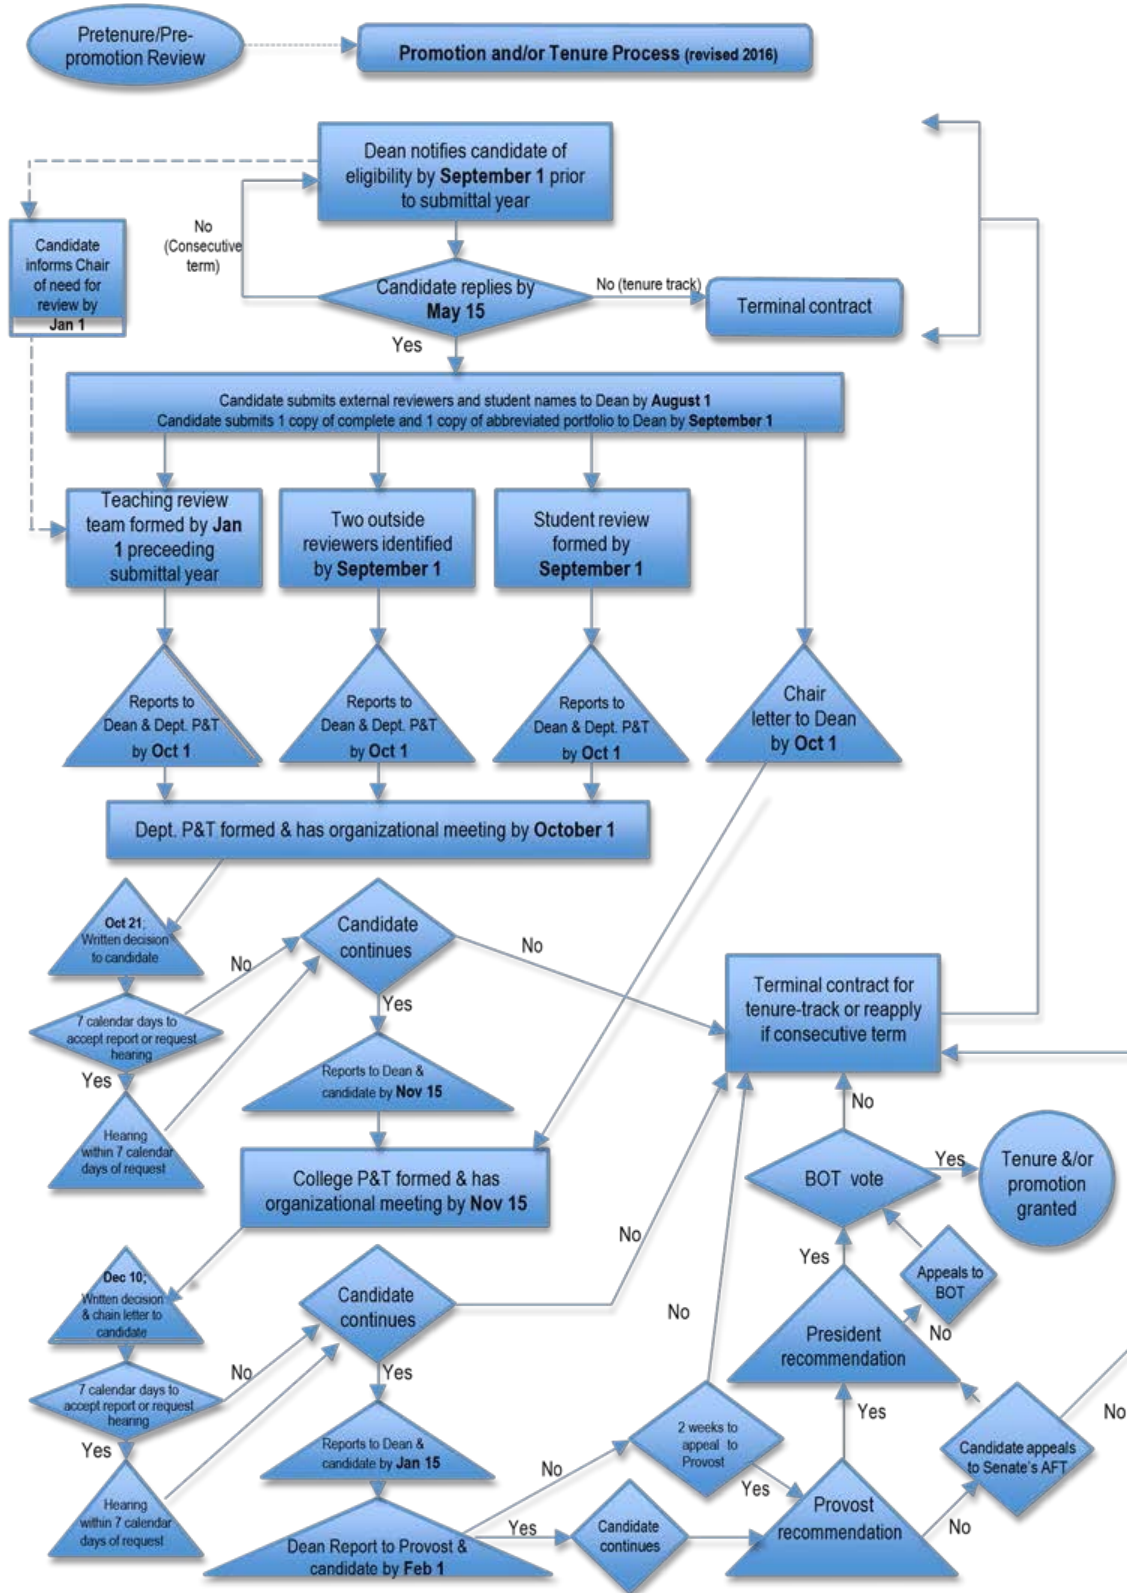 Pretenure/Pre-
promotion Review
Promotion and/or Tenure Process (revised 2016)
Dean notifies candidate of
eligibility by September 1 prior
to submittal year
No
(Consecutive
term)
Candidate
informs Chair
of need for
review by
Jan 1
Candidate replies by
May 15
No (tenure track)
Terminal contract
Yes
Candidate submits external reviewers and student names to Dean by August 1
Candidate submits 1 copy of complete and 1 copy of abbreviated portfolio to Dean by September 1
Teaching review
team formed by Jan
1 preceeding
submittal year
Two outside
reviewers identified
by September 1
Student review
formed by
September 1
Reports to
Dean & Dept. P&T
by Oct 1
Reports to
Dean & Dept. P&T
by Oct 1
Reports to
Dean & Dept. P&T
by Oct 1
Chair
letter to Dean
by Oct 1
Dept. P&T formed & has organizational meeting by October 1
Oct 21;
Written decision
to candidate
No
Candidate
continues
No
Yes
7 calendar days to
accept report or request
hearing
Yes
Hearing
within 7 calendar
days of request
Reports to Dean &
candidate by Nov 15
College P&T formed & has
organizational meeting by Nov 15
Terminal contract for
tenure-track or reapply
if consecutive term
No
BOT vote
Yes
Tenure &/or
promotion
granted
No
Yes
Appeals to
BOT
Dec 10;
Written decision
& chain letter to
candidate
No
Candidate
continues
Yes
7 calendar days to
accept report or request
hearing
Yes
Hearing
within 7 calendar
days of request
Reports to Dean &
candidate by Jan 15
Dean Report to Provost &
candidate by Feb 1
No
Yes
Candidate
continues
No
2 weeks to
appeal to
Provost
Yes
President
recommendation
No
Yes
Provost
recommendation
No
Candidate appeals
to Senate's AFT
No